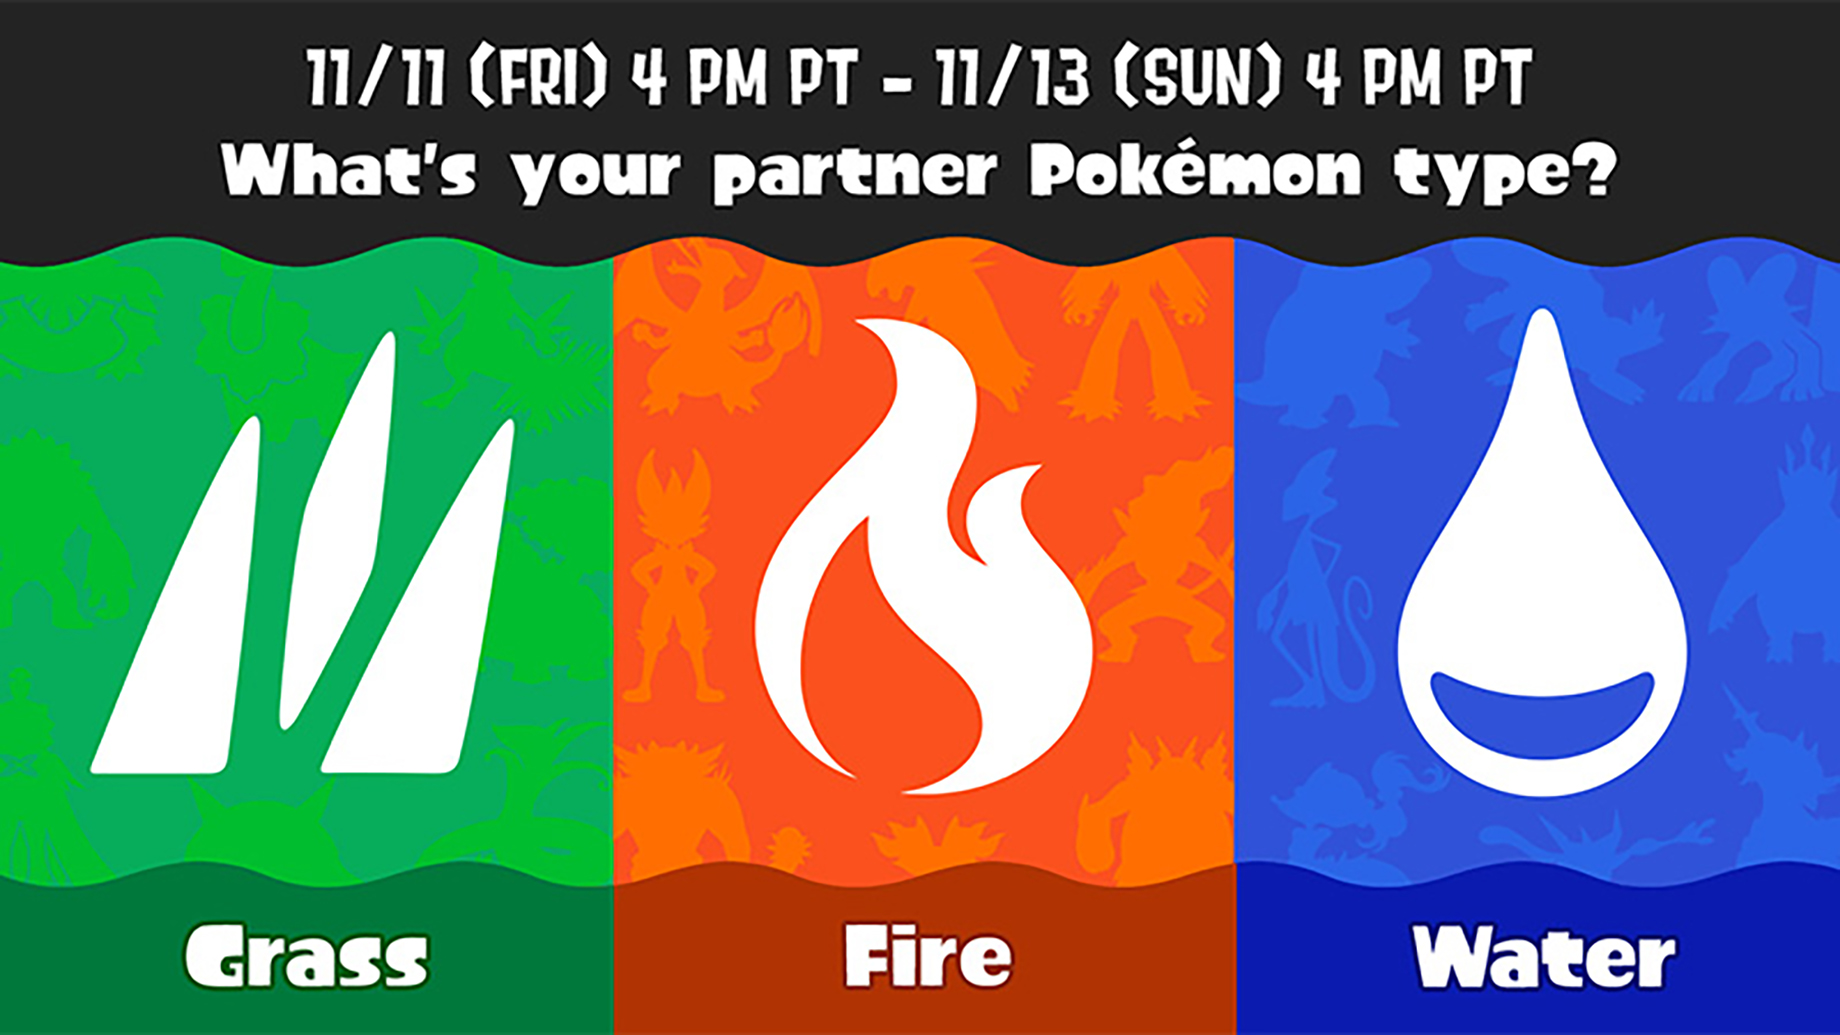 11/11 (FRI) 4 PM PT – 11/13 (SUN) 4 PM PT
What's your partner Pokémon type?
Grass
Fire
Water